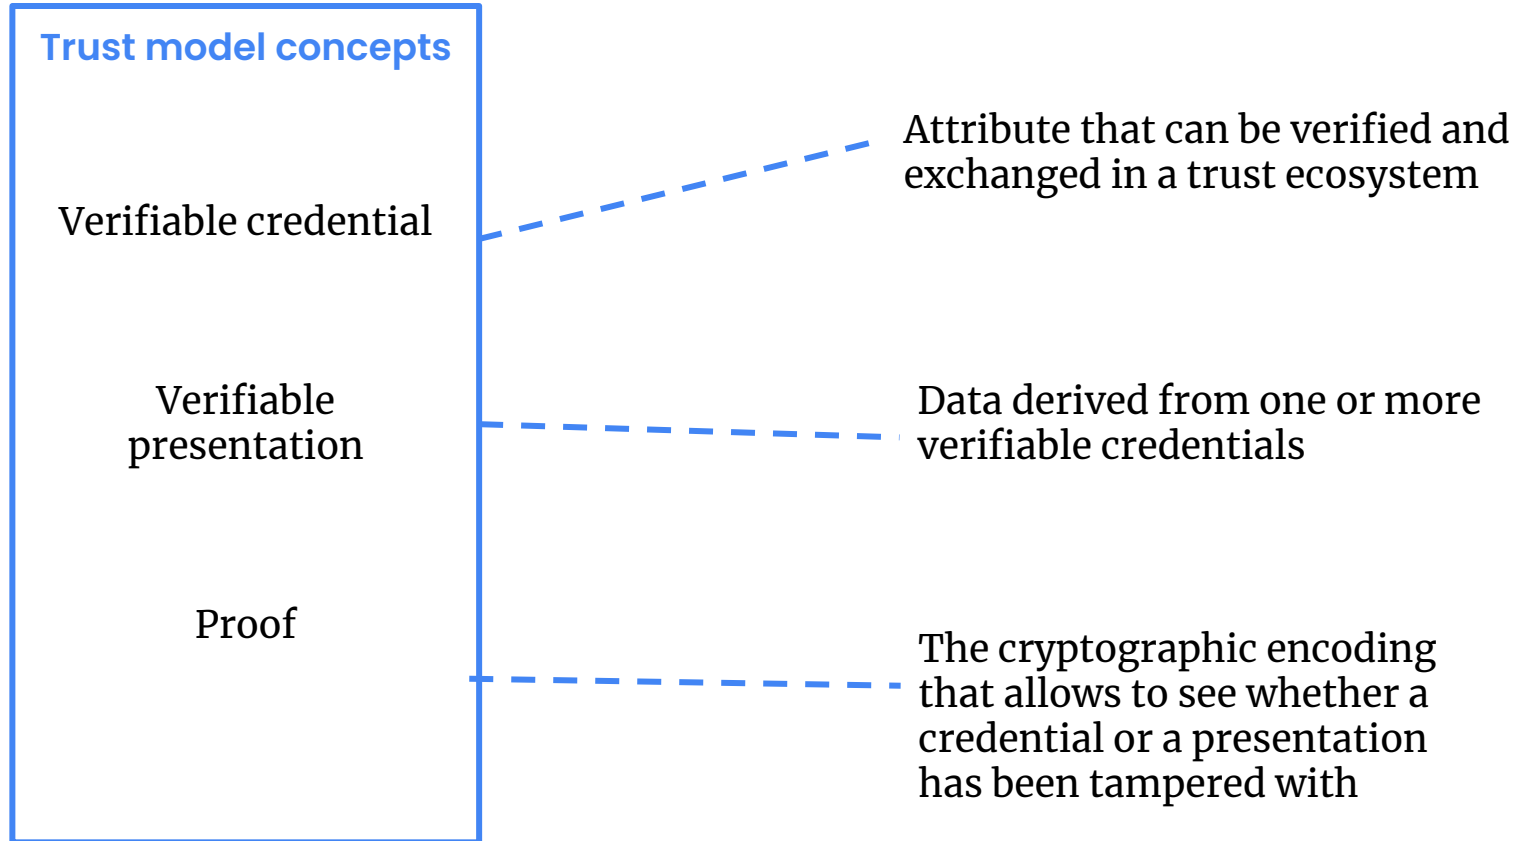 Trust model concepts
Verifiable credential
Attribute that can be verified and
exchanged in a trust ecosystem
Verifiable
presentation
Data derived from one or more
verifiable credentials
Proof
The cryptographic encoding
that allows to see whether a
credential or a presentation
has been tampered with